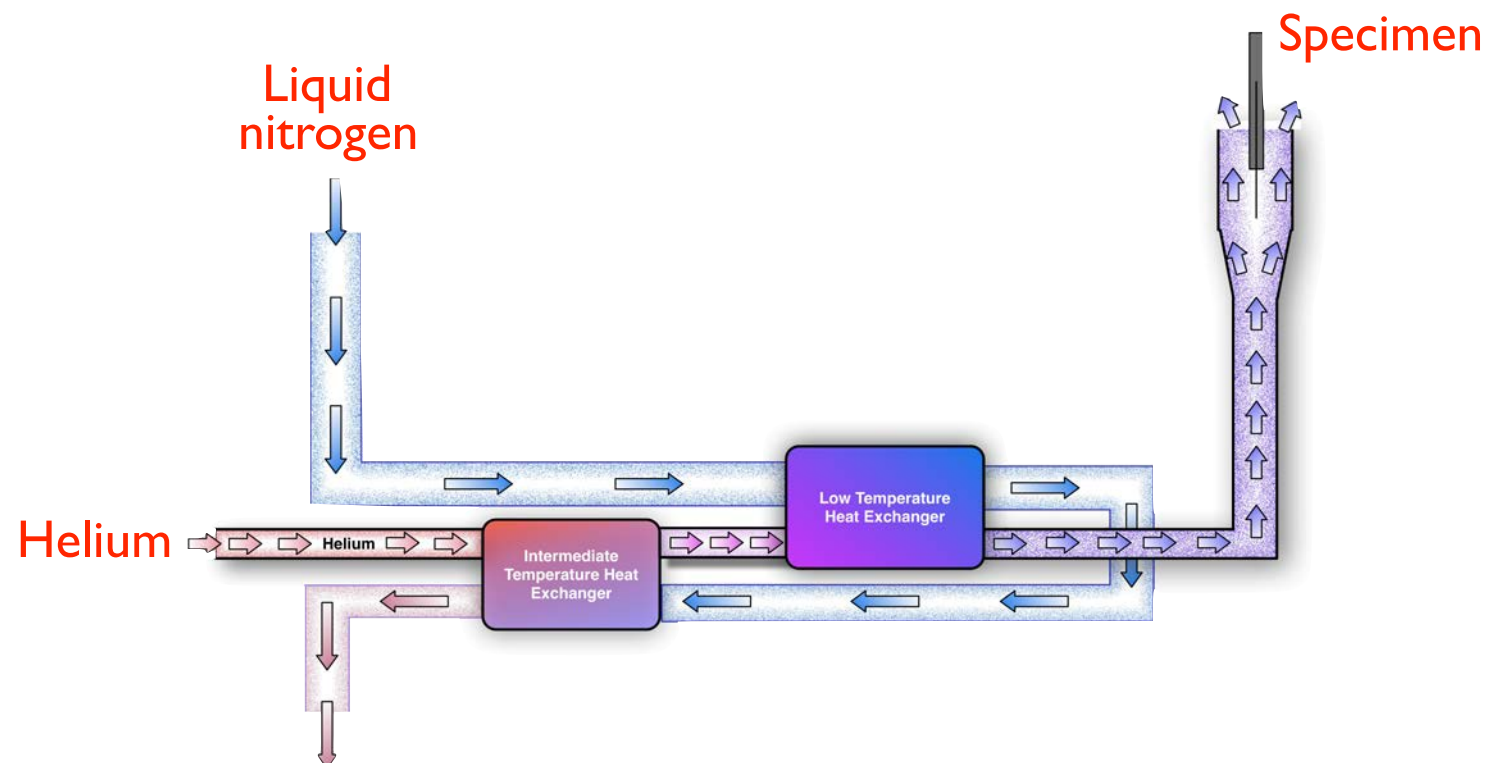 Specimen
Liquid
nitrogen
Low Temperature
Heat Exchanger
Helium
Helium
Intermediate
Temperature Heat
Exchanger